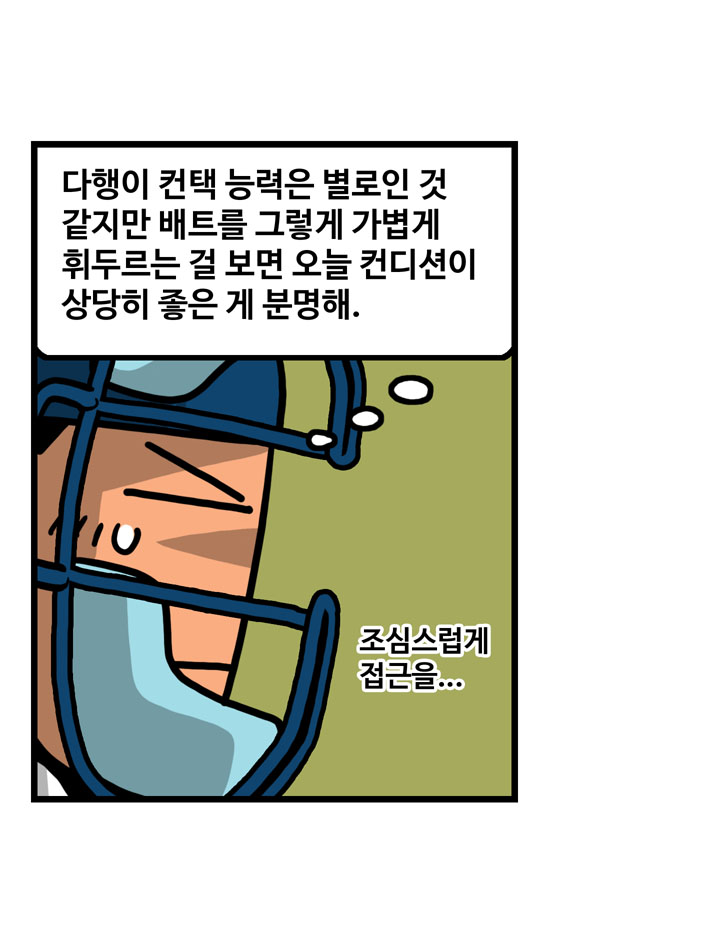 다행이 컨택 능력은 별로인 것
같지만 배트를 그렇게 가볍게
휘두르는 걸 보면 오늘 컨디션이
상당히 좋은 게 분명해.
조심스럽게
접근을...